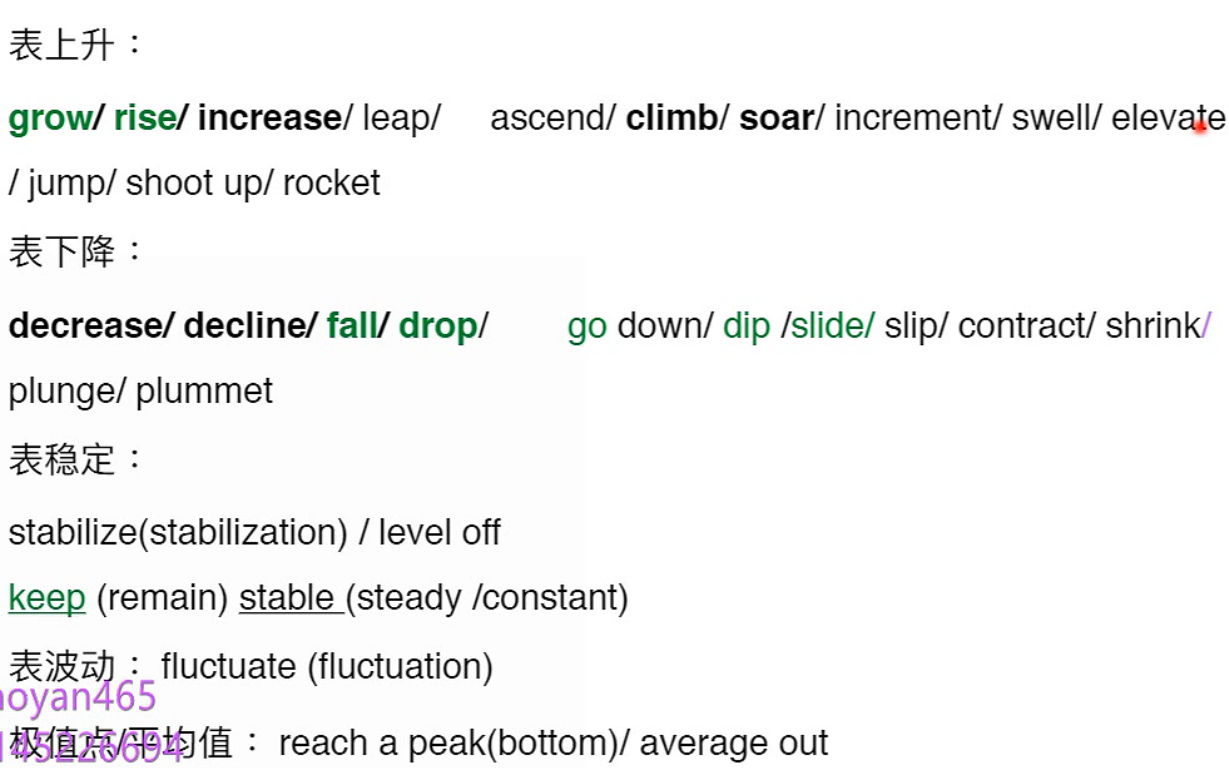 表上升：
grow/ rise/ increase/ leap/ ascend/ climb/ soar/ increment/ swell/ elevate
/ jump/ shoot up/ rocket
表下降：
decrease/ decline/ fall/ drop/ go down/ dip /slide/ slip/ contract/ shrink/
plunge/ plummet
表稳定：
stabilize(stabilization) / level off
keep (remain) stable (steady /constant)
表波动： fluctuate (fluctuation)
oyan465
极值点/平均值： reach a peak(bottom)/ average out
145226694